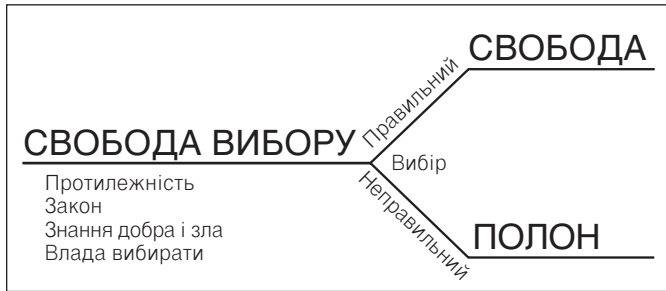 СВОБОДА
Правильний
СВОБОДА ВИБОРУ
Вибір
Протилежність
Закон
Знання добра і зла
Влада вибирати
Неправильний
ПОЛОН